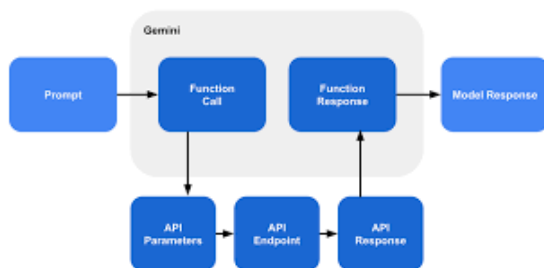 Gemini
Prompt
Function
Call
Function
Response
Model Response
API
Parameters
API
Endpoint
API
Response